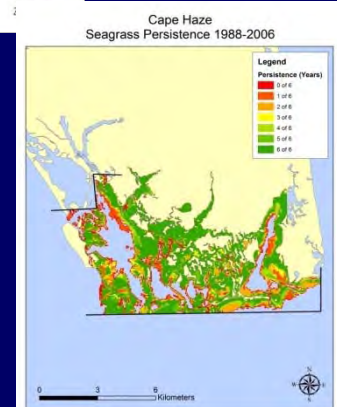 Cape Haze
Seagrass Persistence 1988-2006
Legend
Persistence (Years)
0 of 6
1 of 6
2 of 6
3 of 6
4 of 6
5 of 6
6 of 6
N
W E
S
0 3 6
Kilometers